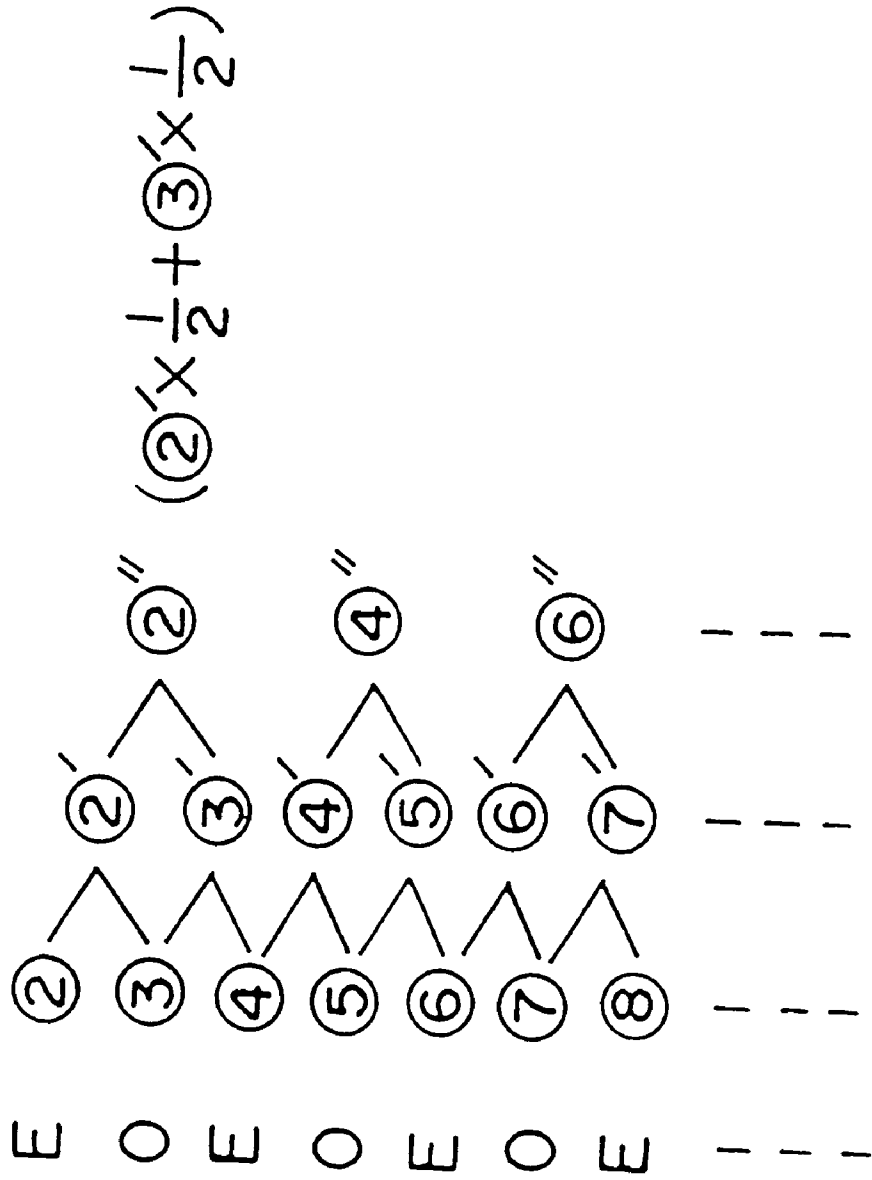 E ②
②′
O ③
②″ (②′×1/2+③′×1/2)
③′
E ④
④′
O ⑤
④″
⑤′
E ⑥
⑥′
O ⑦
⑥″
⑦′
E ⑧